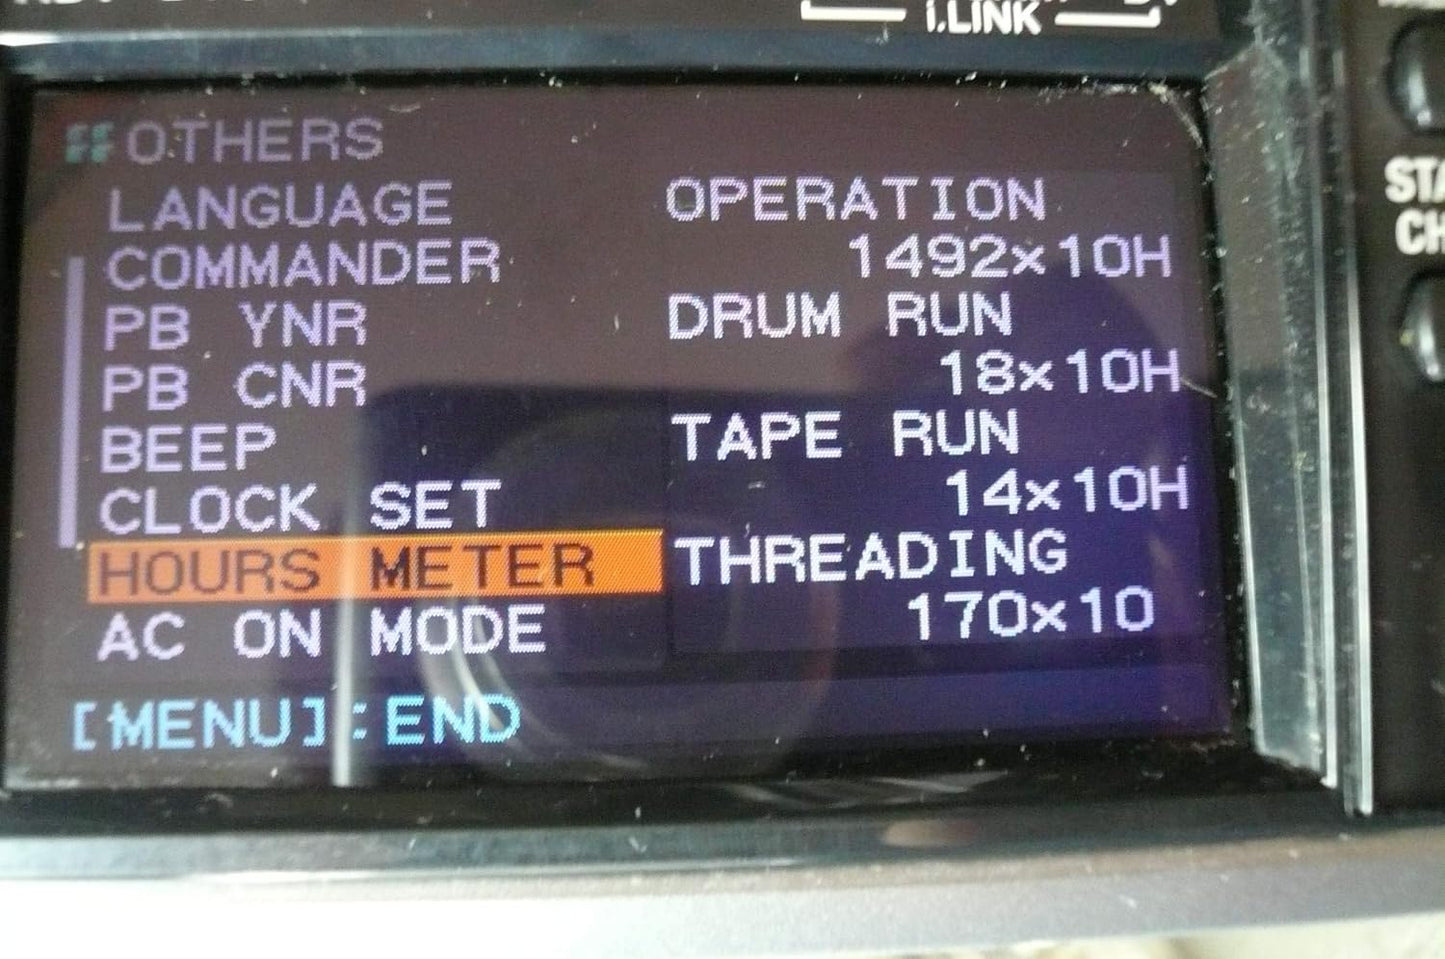 i.LINK
OTHERS
LANGUAGE
COMMANDER
PB YNR
PB CNR
BEEP
CLOCK SET
HOURS METER
AC ON MODE
OPERATION
1492×10H
DRUM RUN
18×10H
TAPE RUN
14×10H
THREADING
170×10
[MENU]:END